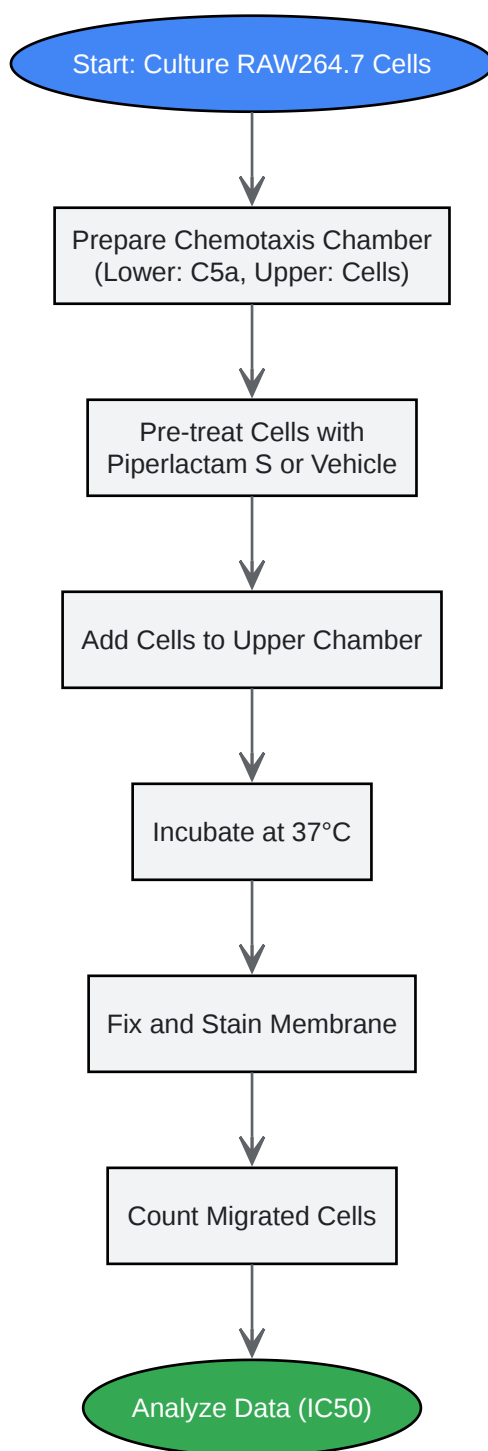 Start: Culture RAW264.7 Cells
Prepare Chemotaxis Chamber
(Lower: C5a, Upper: Cells)
Pre-treat Cells with
Piperlactam S or Vehicle
Add Cells to Upper Chamber
Incubate at 37°C
Fix and Stain Membrane
Count Migrated Cells
Analyze Data (IC50)